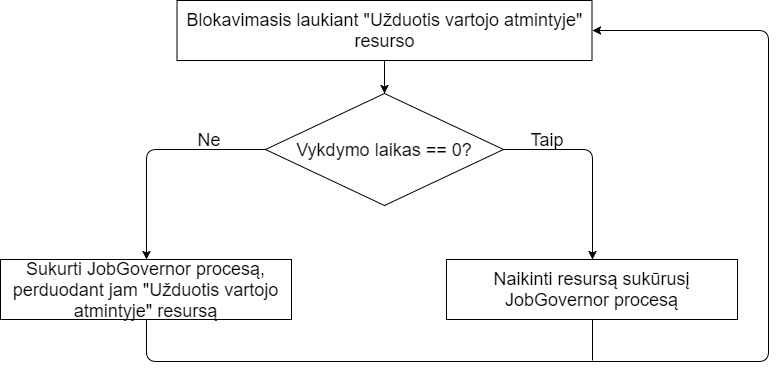 Blokavimasis laukiant "Užduotis vartojo atmintyje"
resurso
Ne
Vykdymo laikas == 0?
Taip
Sukurti JobGovernor procesą,
perduodant jam "Užduotis vartojo
atmintyje" resursą
Naikinti resursą sukūrusį
JobGovernor procesą